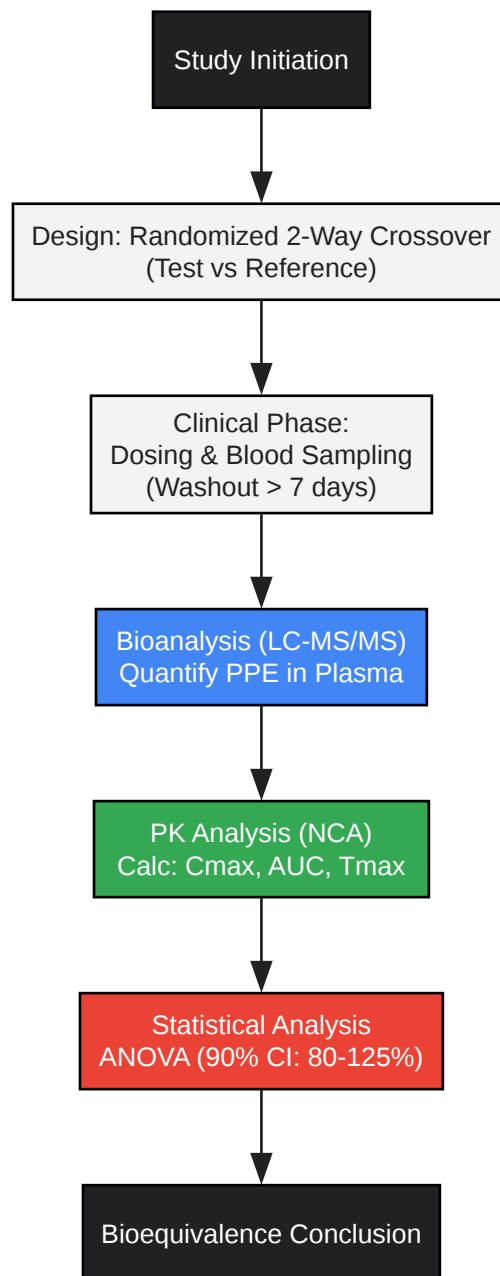 Study Initiation
Design: Randomized 2-Way Crossover
(Test vs Reference)
Clinical Phase:
Dosing & Blood Sampling
(Washout > 7 days)
Bioanalysis (LC-MS/MS)
Quantify PPE in Plasma
PK Analysis (NCA)
Calc: Cmax, AUC, Tmax
Statistical Analysis
ANOVA (90% CI: 80-125%)
Bioequivalence Conclusion